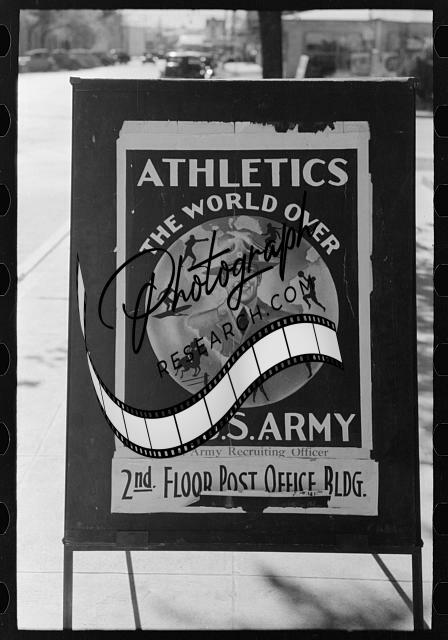 ATHLETICS
THE WORLD OVER
Photograph
RESEARCH.COM
U.S. ARMY
Army Recruiting Officer
2nd. FLOOR POST OFFICE BLDG.